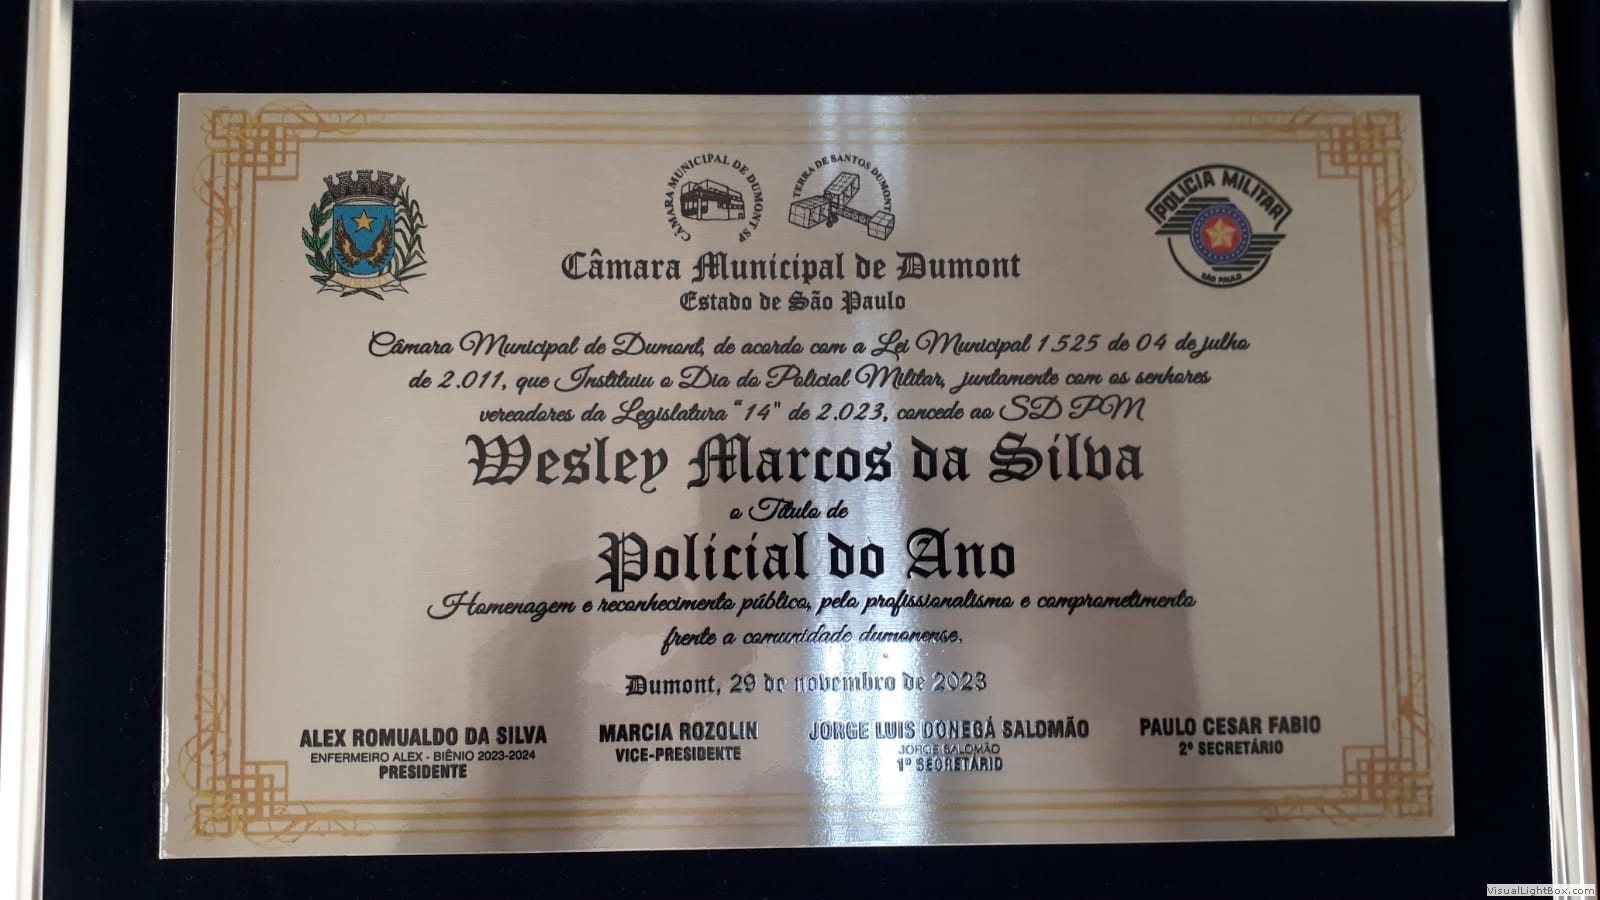 CÂMARA MUNICIPAL DE DUMONT SP
TERRA DE SANTOS DUMONT
POLÍCIA MILITAR
SÃO PAULO
DUMONT
Câmara Municipal de Dumont
Estado de São Paulo
Câmara Municipal de Dumont, de acordo com a Lei Municipal 1.525 de 04 de julho
de 2.011, que Instituiu o Dia do Policial Militar, juntamente com os senhores
vereadores da Legislatura "14" de 2.023, concede ao SD PM
Wesley Marcos da Silva
o Título de
Policial do Ano
Homenagem e reconhecimento público, pelo profissionalismo e comprometimento
frente a comunidade dumonense.
Dumont, 29 de novembro de 2023
ALEX ROMUALDO DA SILVA
ENFERMEIRO ALEX - BIÊNIO 2023-2024
PRESIDENTE
MARCIA ROZOLIN
VICE-PRESIDENTE
JORGE LUIS DONEGÁ SALOMÃO
JORGE SALOMÃO
1º SECRETÁRIO
PAULO CESAR FABIO
2º SECRETÁRIO
VisualLightBox.com